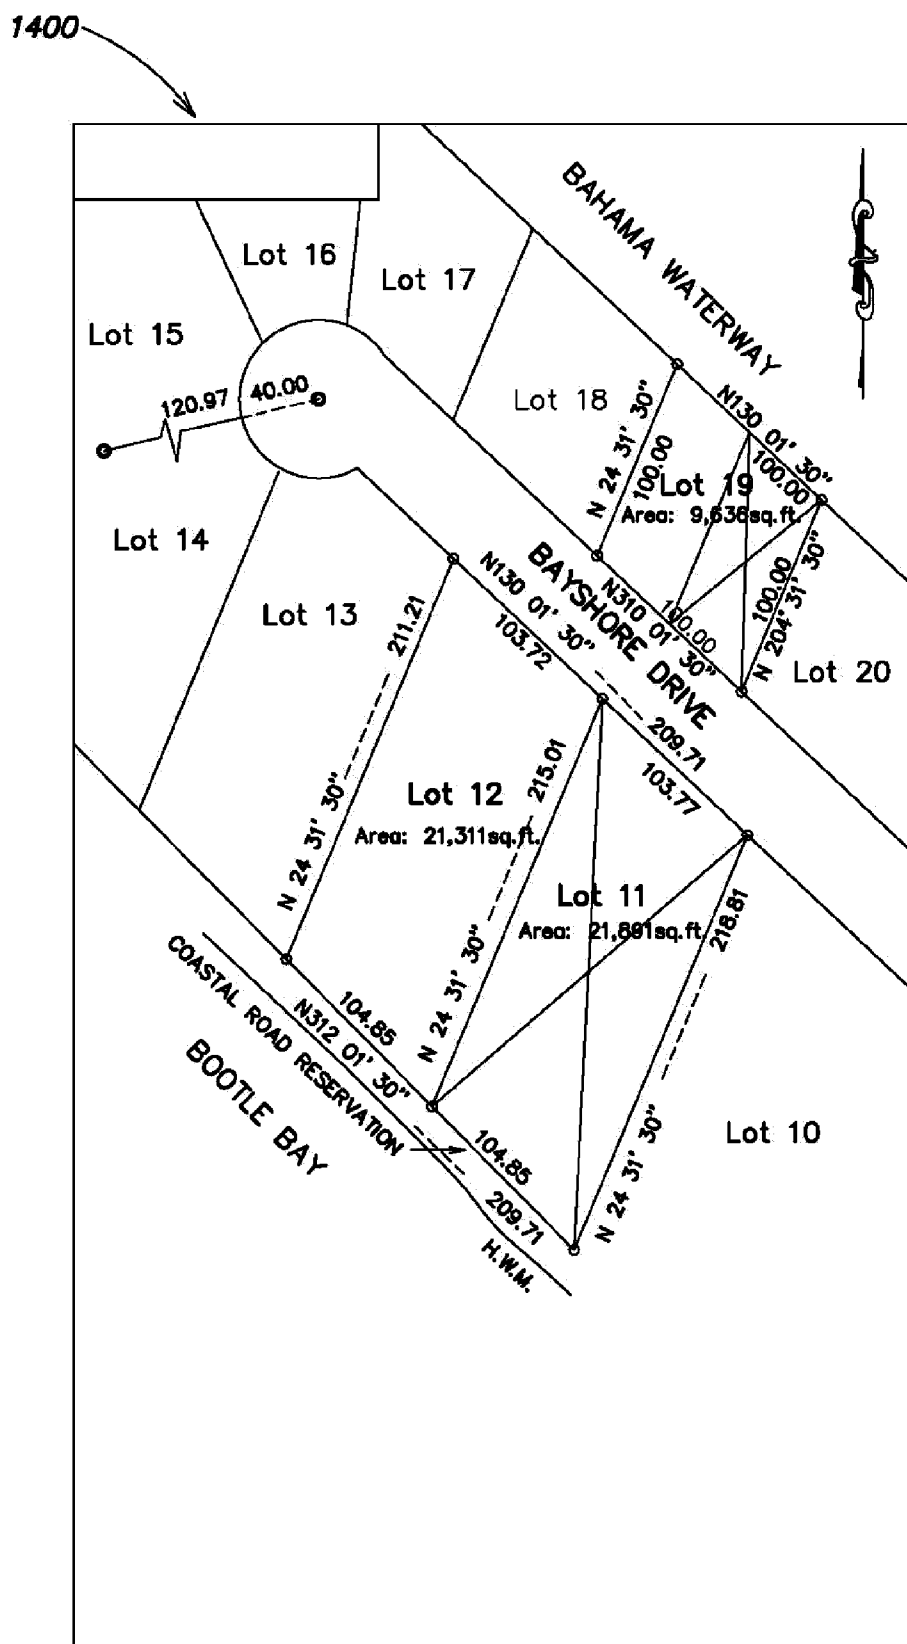 1400
BAHAMA WATERWAY
Lot 16
Lot 17
Lot 15
120.97
40.00
Lot 18
N 24 31' 30"
100.00
N130 01' 30"
100.00
Lot 19
Area: 9,636sq.ft.
Lot 14
Lot 13
211.21
N 24 31' 30"
N130 01' 30"
103.72
BAYSHORE DRIVE
N310 01' 30"
100.00
100.00
N 204° 31' 30"
Lot 20
209.71
103.77
Lot 12
Area: 21,311sq.ft.
215.01
N 24 31' 30"
Lot 11
Area: 21,891sq.ft.
218.81
N 24 31' 30"
Lot 10
COASTAL ROAD RESERVATION
N312 01' 30"
104.85
BOOTLE BAY
104.85
209.71
H.W.M.